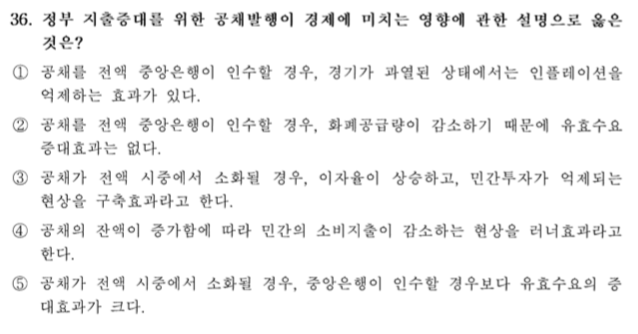 36. 정부 지출증대를 위한 공채발행이 경제에 미치는 영향에 관한 설명으로 옳은
것은?
① 공채를 전액 중앙은행이 인수할 경우, 경기가 과열된 상태에서는 인플레이션을
억제하는 효과가 있다.
② 공채를 전액 중앙은행이 인수할 경우, 화폐공급량이 감소하기 때문에 유효수요
증대효과는 없다.
③ 공채가 전액 시중에서 소화될 경우, 이자율이 상승하고, 민간투자가 억제되는
현상을 구축효과라고 한다.
④ 공채의 잔액이 증가함에 따라 민간의 소비지출이 감소하는 현상을 러너효과라고
한다.
⑤ 공채가 전액 시중에서 소화될 경우, 중앙은행이 인수할 경우보다 유효수요의 증
대효과가 크다.